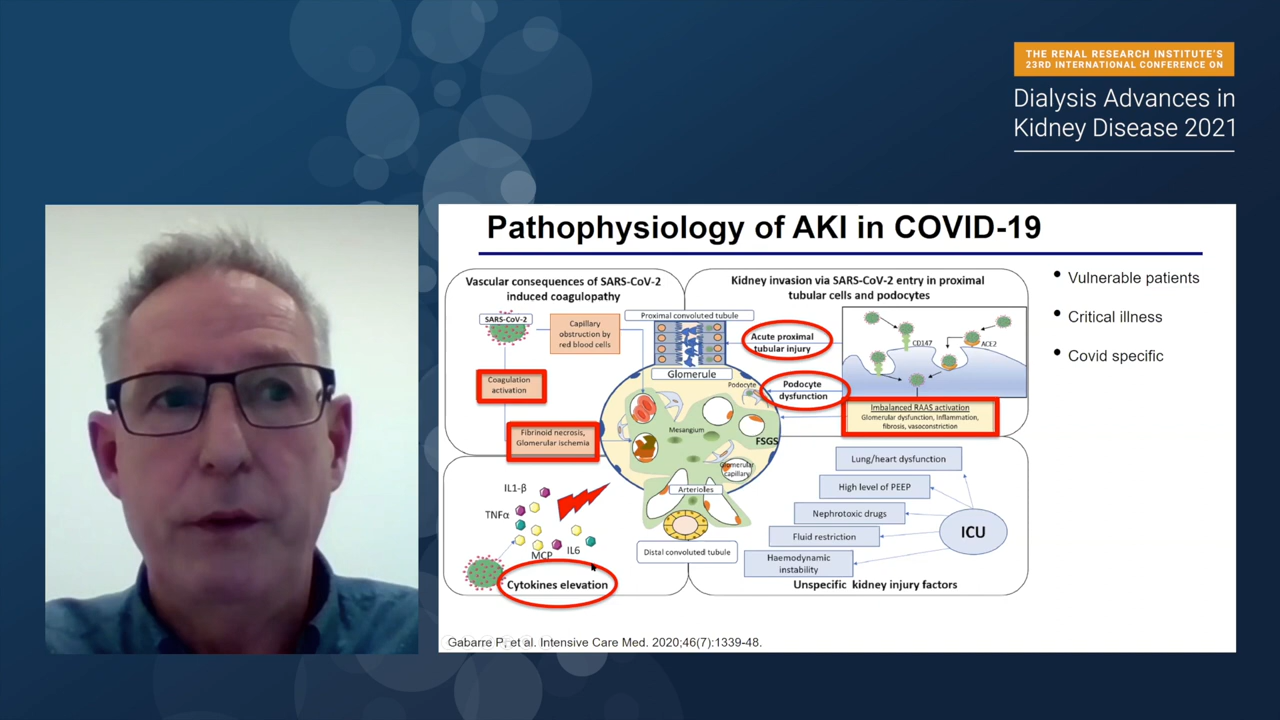 THE RENAL RESEARCH INSTITUTE'S
23RD INTERNATIONAL CONFERENCE ON
Dialysis Advances in
Kidney Disease 2021
Pathophysiology of AKI in COVID-19
Vascular consequences of SARS-CoV-2
induced coagulopathy
SARS-CoV-2
Capillary
obstruction by
red blood cells
Coagulation
activation
Fibrinoid necrosis,
Glomerular ischemia
Kidney invasion via SARS-CoV-2 entry in proximal
tubular cells and podocytes
Proximal convoluted tubule
Acute proximal
tubular injury
CD147
ACE2
Glomerule
Podocyte
Podocyte
dysfunction
Imbalanced RAAS activation
Glomerular dysfunction, Inflammation,
fibrosis, vasoconstriction
Mesangium
FSGS
Glomerular
capillary
Arterioles
Distal convoluted tubule
IL1-β
TNFα
MCP
IL6
Cytokines elevation
Lung/heart dysfunction
High level of PEEP
Nephrotoxic drugs
Fluid restriction
Haemodynamic
instability
ICU
Unspecific kidney injury factors
• Vulnerable patients
• Critical illness
• Covid specific
Gabarre P, et al. Intensive Care Med. 2020;46(7):1339-48.